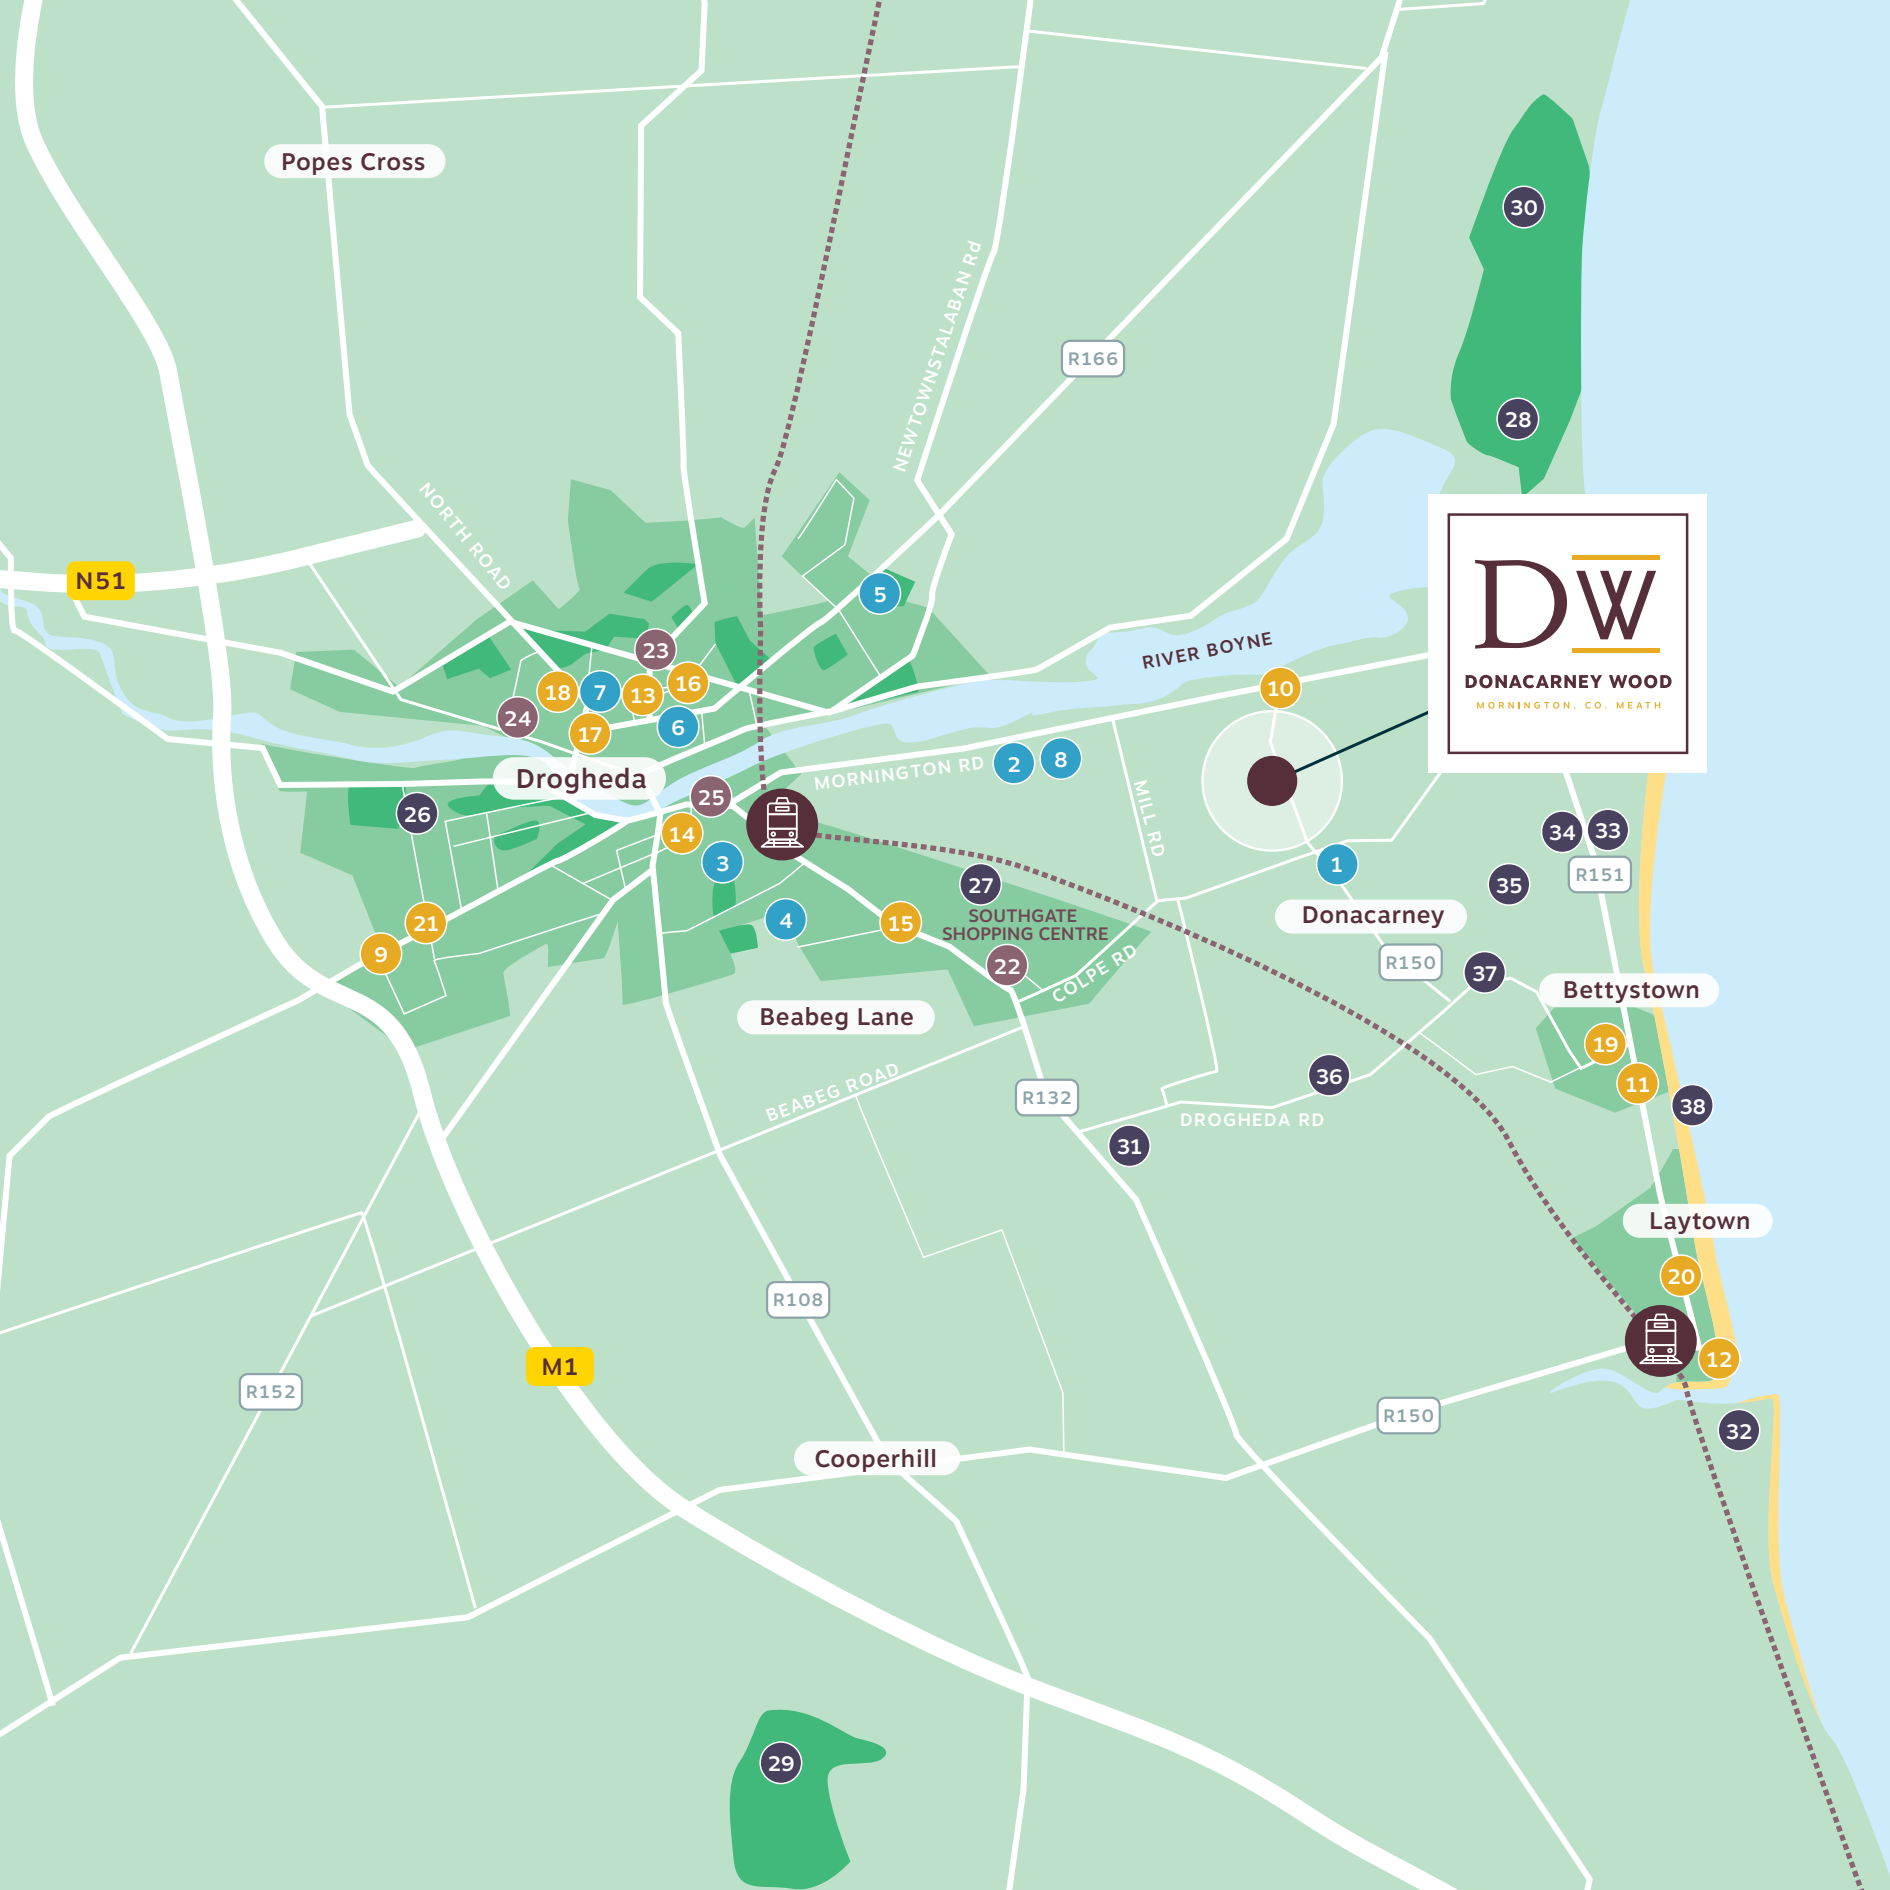 Popes Cross
30
NEWTOWNSTALABAN Rd
R166
28
NORTH ROAD
N51
5
RIVER BOYNE
23
18
7
13
16
10
24
17
6
DW
DONACARNEY WOOD
MORNINGTON, CO. MEATH
Drogheda
MORNINGTON RD
2
8
26
25
14
3
MILL RD
34
33
1
R151
27
35
4
15
SOUTHGATE
SHOPPING CENTRE
Donacarney
21
9
22
COLPE RD
R150
37
Bettystown
Beabeg Lane
19
11
BEABEG ROAD
R132
36
38
DROGHEDA RD
31
Laytown
20
R108
12
M1
R152
R150
32
Cooperhill
29